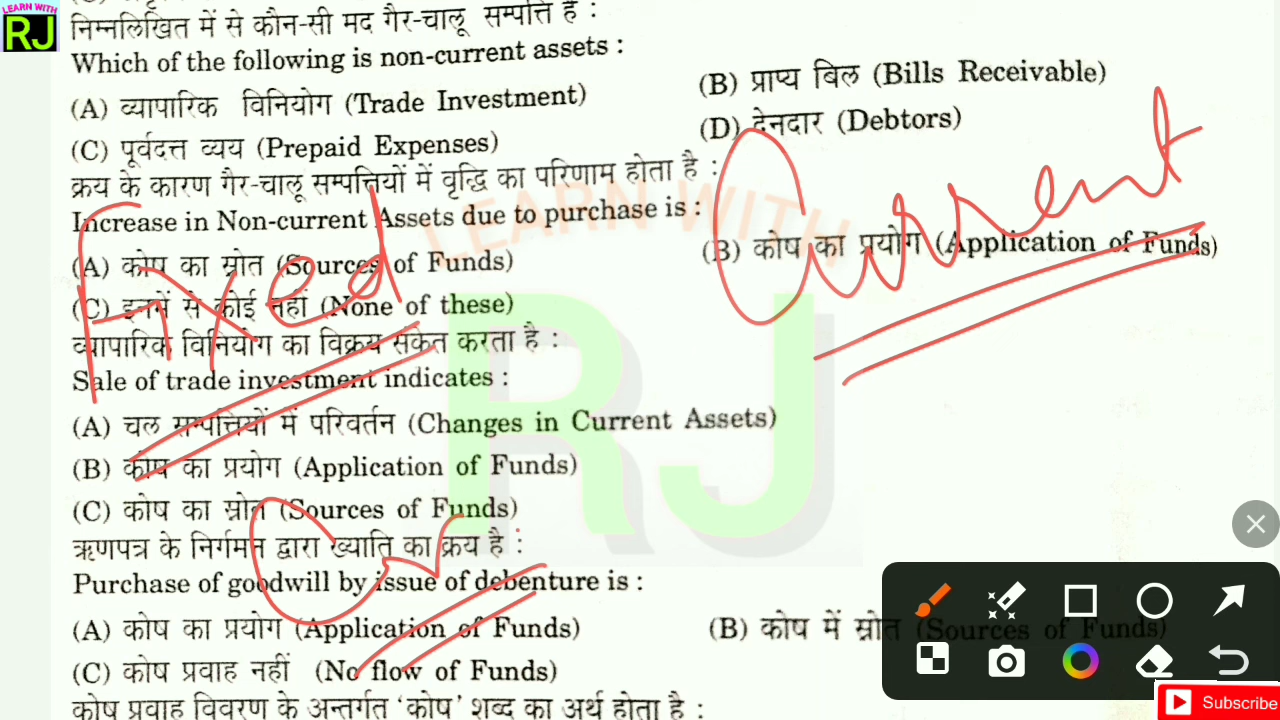 LEARN WITH
RJ
निम्नलिखित में से कौन-सी मद गैर-चालू सम्पत्ति है :
Which of the following is non-current assets :
(A) व्यापारिक विनियोग (Trade Investment)
(B) प्राप्य बिल (Bills Receivable)
(C) पूर्वदत्त व्यय (Prepaid Expenses)
(D) देनदार (Debtors)
क्रय के कारण गैर-चालू सम्पत्तियों में वृद्धि का परिणाम होता है :
Increase in Non-current Assets due to purchase is :
(A) कोष का स्रोत (Sources of Funds)
(B) कोष का प्रयोग (Application of Funds)
(C) इनमें से कोई नहीं (None of these)
व्यापारिक विनियोग का विक्रय संकेत करता है :
Sale of trade investment indicates :
(A) चल सम्पत्तियों में परिवर्तन (Changes in Current Assets)
(B) कोष का प्रयोग (Application of Funds)
(C) कोष का स्रोत (Sources of Funds)
ऋणपत्र के निर्गमन द्वारा ख्याति का क्रय है :
Purchase of goodwill by issue of debenture is :
(A) कोष का प्रयोग (Application of Funds)
(B) कोष में स्रोत (Sources of Funds)
(C) कोष प्रवाह नहीं (No flow of Funds)
कोष प्रवाह विवरण के अन्तर्गत 'कोष' शब्द का अर्थ होता है :
Fixed
Current
Cr
LEARN WITH
RJ
Subscribe